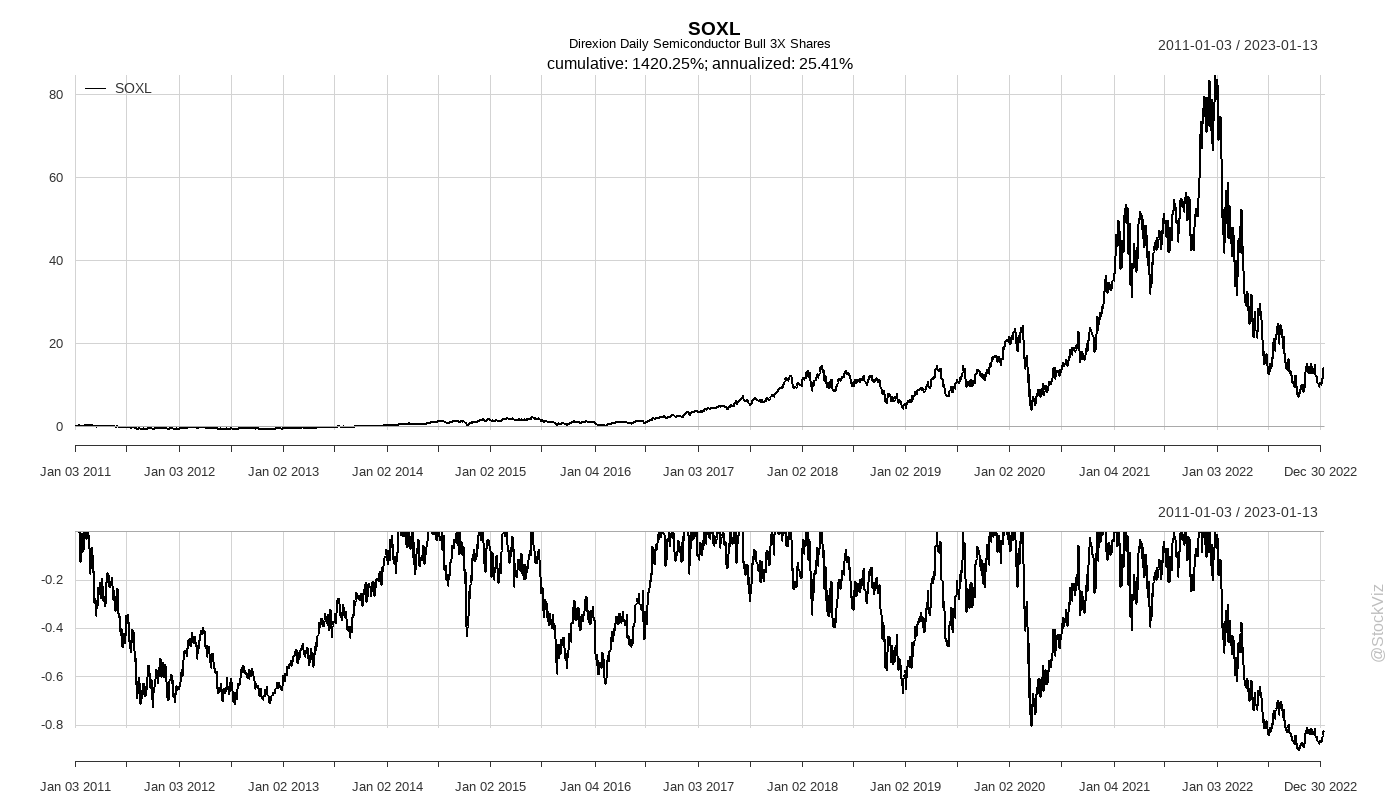 SOXL
Direxion Daily Semiconductor Bull 3X Shares
2011-01-03 / 2023-01-13
cumulative: 1420.25%; annualized: 25.41%
SOXL
80
60
40
20
0
Jan 03 2011 Jan 03 2012 Jan 02 2013 Jan 02 2014 Jan 02 2015 Jan 04 2016 Jan 03 2017 Jan 02 2018 Jan 02 2019 Jan 02 2020 Jan 04 2021 Jan 03 2022 Dec 30 2022
2011-01-03 / 2023-01-13
-0.2
-0.4
-0.6
-0.8
Jan 03 2011 Jan 03 2012 Jan 02 2013 Jan 02 2014 Jan 02 2015 Jan 04 2016 Jan 03 2017 Jan 02 2018 Jan 02 2019 Jan 02 2020 Jan 04 2021 Jan 03 2022 Dec 30 2022
@StockViz